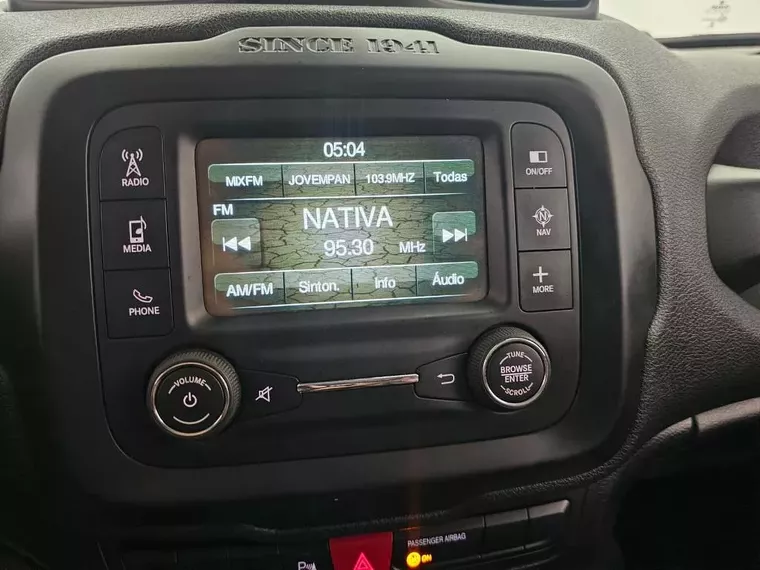 SINCE 1941
05:04
MIXFM JOVEMPAN 103.9MHZ Todas
FM
NATIVA
95.30 MHz
AM/FM Sinton. Info Áudio
RADIO
MEDIA
PHONE
ON/OFF
NAV
MORE
VOLUME
TUNE
BROWSE
ENTER
SCROLL
PASSENGER AIRBAG
ON
P